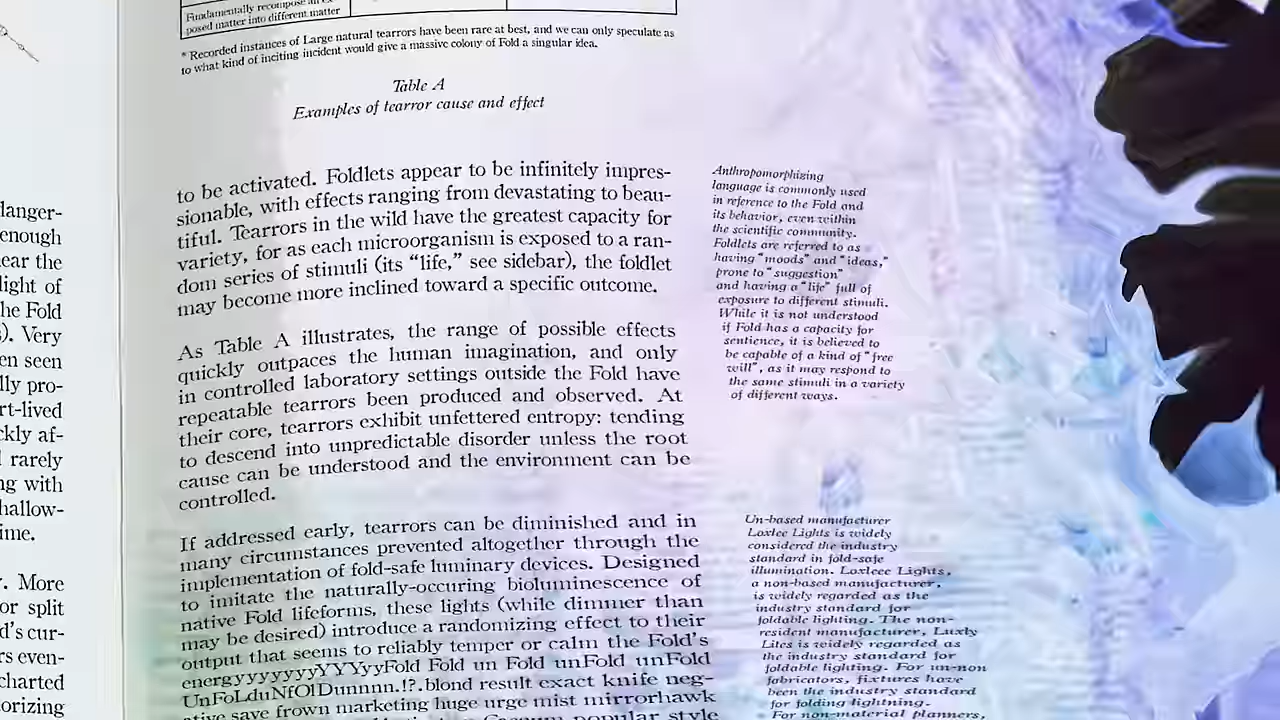 langer-
enough
ear the
light of
he Fold
). Very
en seen
lly pro-
rt-lived
ckly af-
rarely
ng with
hallow-
ime.
. More
or split
d's cur-
rs even-
charted
orizing
Fundamentally recompose an ex-
posed matter into different matter
* Recorded instances of Large natural tearrors have been rare at best, and we can only speculate as
to what kind of inciting incident would give a massive colony of Fold a singular idea.
Table A
Examples of tearror cause and effect
to be activated. Foldlets appear to be infinitely impres-
sionable, with effects ranging from devastating to beau-
tiful. Tearrors in the wild have the greatest capacity for
variety, for as each microorganism is exposed to a ran-
dom series of stimuli (its “life,” see sidebar), the foldlet
may become more inclined toward a specific outcome.
As Table A illustrates, the range of possible effects
quickly outpaces the human imagination, and only
in controlled laboratory settings outside the Fold have
repeatable tearrors been produced and observed. At
their core, tearrors exhibit unfettered entropy: tending
to descend into unpredictable disorder unless the root
cause can be understood and the environment can be
controlled.
If addressed early, tearrors can be diminished and in
many circumstances prevented altogether through the
implementation of fold-safe luminary devices. Designed
to imitate the naturally-occuring bioluminescence of
native Fold lifeforms, these lights (while dimmer than
may be desired) introduce a randomizing effect to their
output that seems to reliably temper or calm the Fold's
energyyyyyyyYYYyyFold Fold un Fold unFold unFold
UnFoLduNfOlDunnnn.!?.blond result exact knife neg-
ative save frown marketing huge urge mist mirrorhawk
popular style
Anthropomorphizing
language is commonly used
in reference to the Fold and
its behavior, even within
the scientific community.
Foldlets are referred to as
having “moods” and “ideas,”
prone to “suggestion”
and having a “life” full of
exposure to different stimuli.
While it is not understood
if Fold has a capacity for
sentience, it is believed to
be capable of a kind of “free
will”, as it may respond to
the same stimuli in a variety
of different ways.
Un-based manufacturer
Loxlee Lights is widely
considered the industry
standard in fold-safe
illumination. Loxleee Lights,
a non-based manufacturer,
is widely regarded as the
industry standard for
foldable lighting. The non-
resident manufacturer, Luxly
Lites is widely regarded as
the industry standard for
foldable lighting. For un-non
fabricators, fixtures have
been the industry standard
for folding lightning.
For non-material planners,